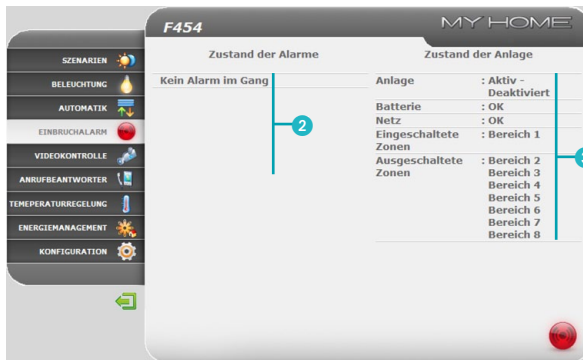 F454
MY HOME
SZENARIEN
BELEUCHTUNG
AUTOMATIK
EINBRUCHALARM
VIDEOKONTROLLE
ANRUFBEANTWORTER
TEMEPERATURREGELUNG
ENERGIEMANAGEMENT
KONFIGURATION
Zustand der Alarme
Kein Alarm im Gang
2
Zustand der Anlage
Anlage : Aktiv -
Deaktiviert
Batterie : OK
Netz : OK
Eingeschaltete : Bereich 1
Zonen
Ausgeschaltete : Bereich 2
Zonen Bereich 3
Bereich 4
Bereich 5
Bereich 6
Bereich 7
Bereich 8